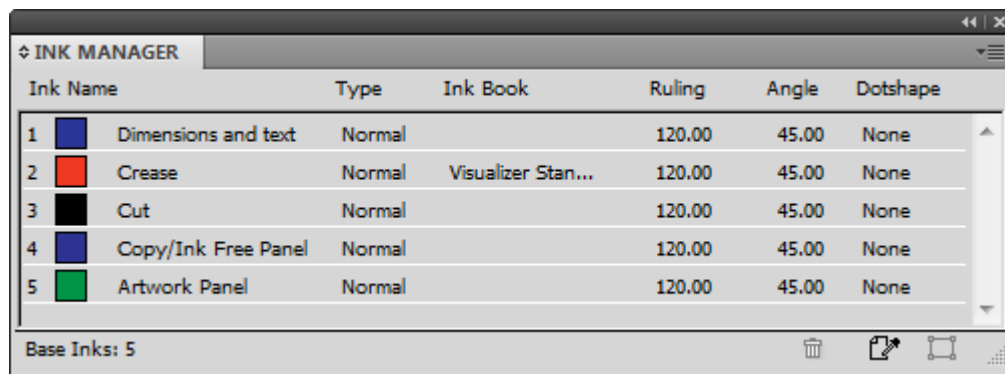 INK MANAGER
Ink Name Type Ink Book Ruling Angle Dotshape
1 Dimensions and text Normal 120.00 45.00 None
2 Crease Normal Visualizer Stan... 120.00 45.00 None
3 Cut Normal 120.00 45.00 None
4 Copy/Ink Free Panel Normal 120.00 45.00 None
5 Artwork Panel Normal 120.00 45.00 None
Base Inks: 5